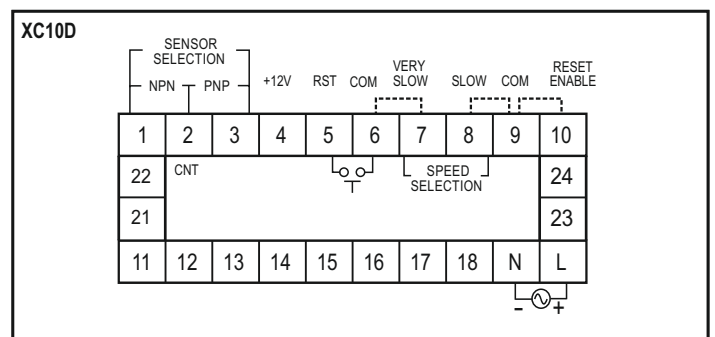 XC10D
SENSOR
SELECTION
NPN PNP +12V RST COM VERY
SLOW SLOW COM RESET
ENABLE
1 2 3 4 5 6 7 8 9 10
22 CNT SPEED
SELECTION 24
21 23
11 12 13 14 15 16 17 18 N L
- +